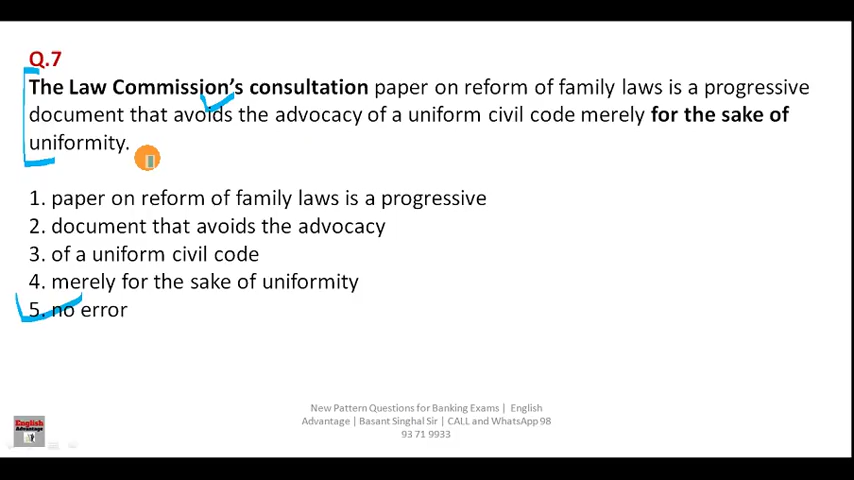 Q.7
The Law Commission's consultation paper on reform of family laws is a progressive
document that avoids the advocacy of a uniform civil code merely for the sake of
uniformity.
1. paper on reform of family laws is a progressive
2. document that avoids the advocacy
3. of a uniform civil code
4. merely for the sake of uniformity
5. no error
New Pattern Questions for Banking Exams | English
Advantage | Basant Singhal Sir | CALL and WhatsApp 98
93 71 9933
English
Advantage